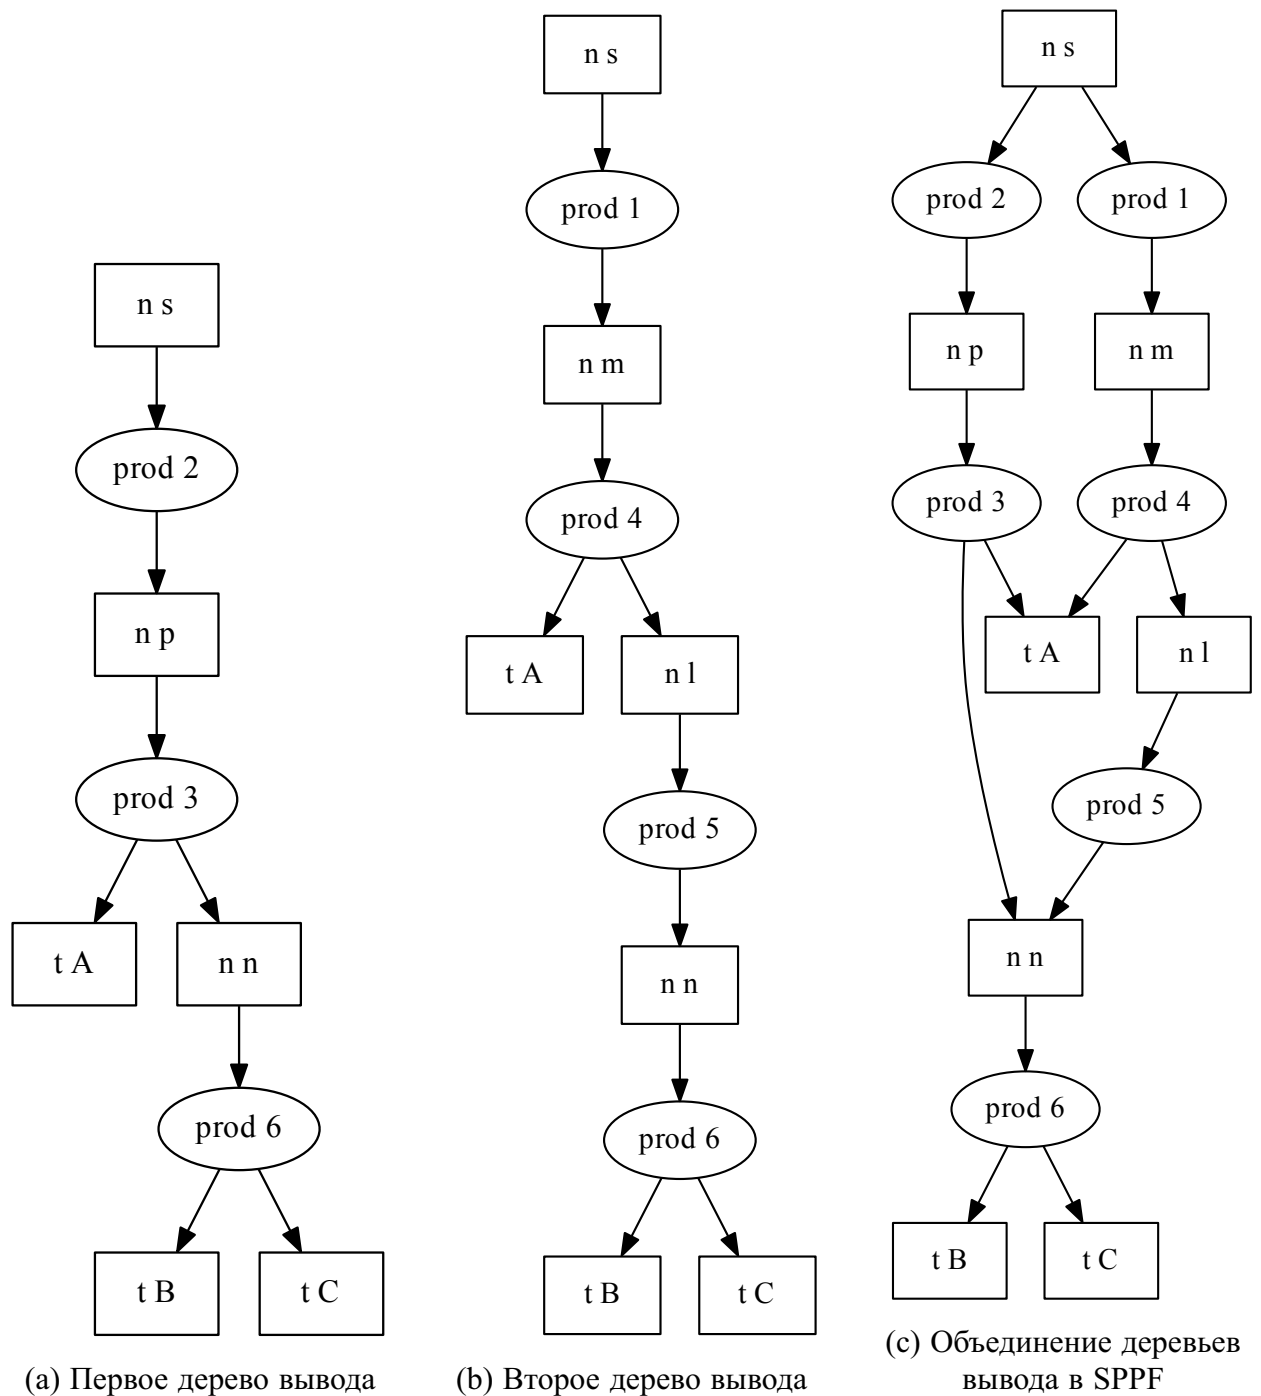 n s
prod 2
n p
prod 3
t A
n n
prod 6
t B
t C
(a) Первое дерево вывода
n s
prod 1
n m
prod 4
t A
n l
prod 5
n n
prod 6
t B
t C
(b) Второе дерево вывода
n s
prod 2
prod 1
n p
n m
prod 3
prod 4
t A
n l
prod 5
n n
prod 6
t B
t C
(c) Объединение деревьев
вывода в SPPF